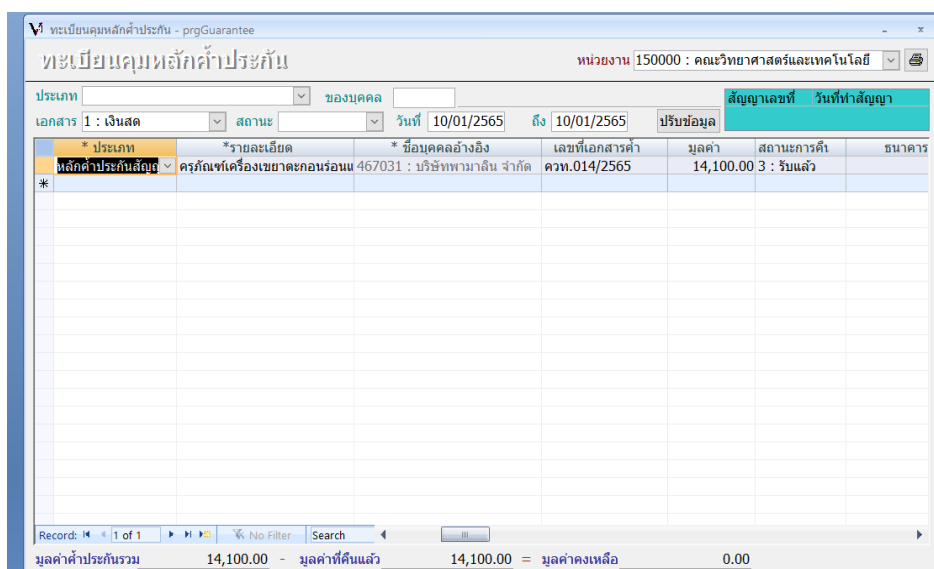 ทะเบียนคุมหลักค้ำประกัน - prgGuarantee
ทะเบียนคุมหลักค้ำประกัน หน่วยงาน 150000 : คณะวิทยาศาสตร์และเทคโนโลยี
ประเภท ของบุคคล สัญญาเลขที่ วันที่ทำสัญญา
เอกสาร 1 : เงินสด สถานะ วันที่ 10/01/2565 ถึง 10/01/2565 ปรับข้อมูล
* ประเภท *รายละเอียด * ชื่อบุคคลอ้างอิง เลขที่เอกสารค้ำ มูลค่า สถานะการคืน ธนาคาร
หลักค้ำประกันสัญญ ครุภัณฑ์เครื่องเขยาตะกอนร่อนแ 467031 : บริษัทพามาลิน จำกัด ควท.014/2565 14,100.00 3 : รับแล้ว
Record: 1 of 1 No Filter Search
มูลค่าค้ำประกันรวม 14,100.00 - มูลค่าที่คืนแล้ว 14,100.00 = มูลค่าคงเหลือ 0.00